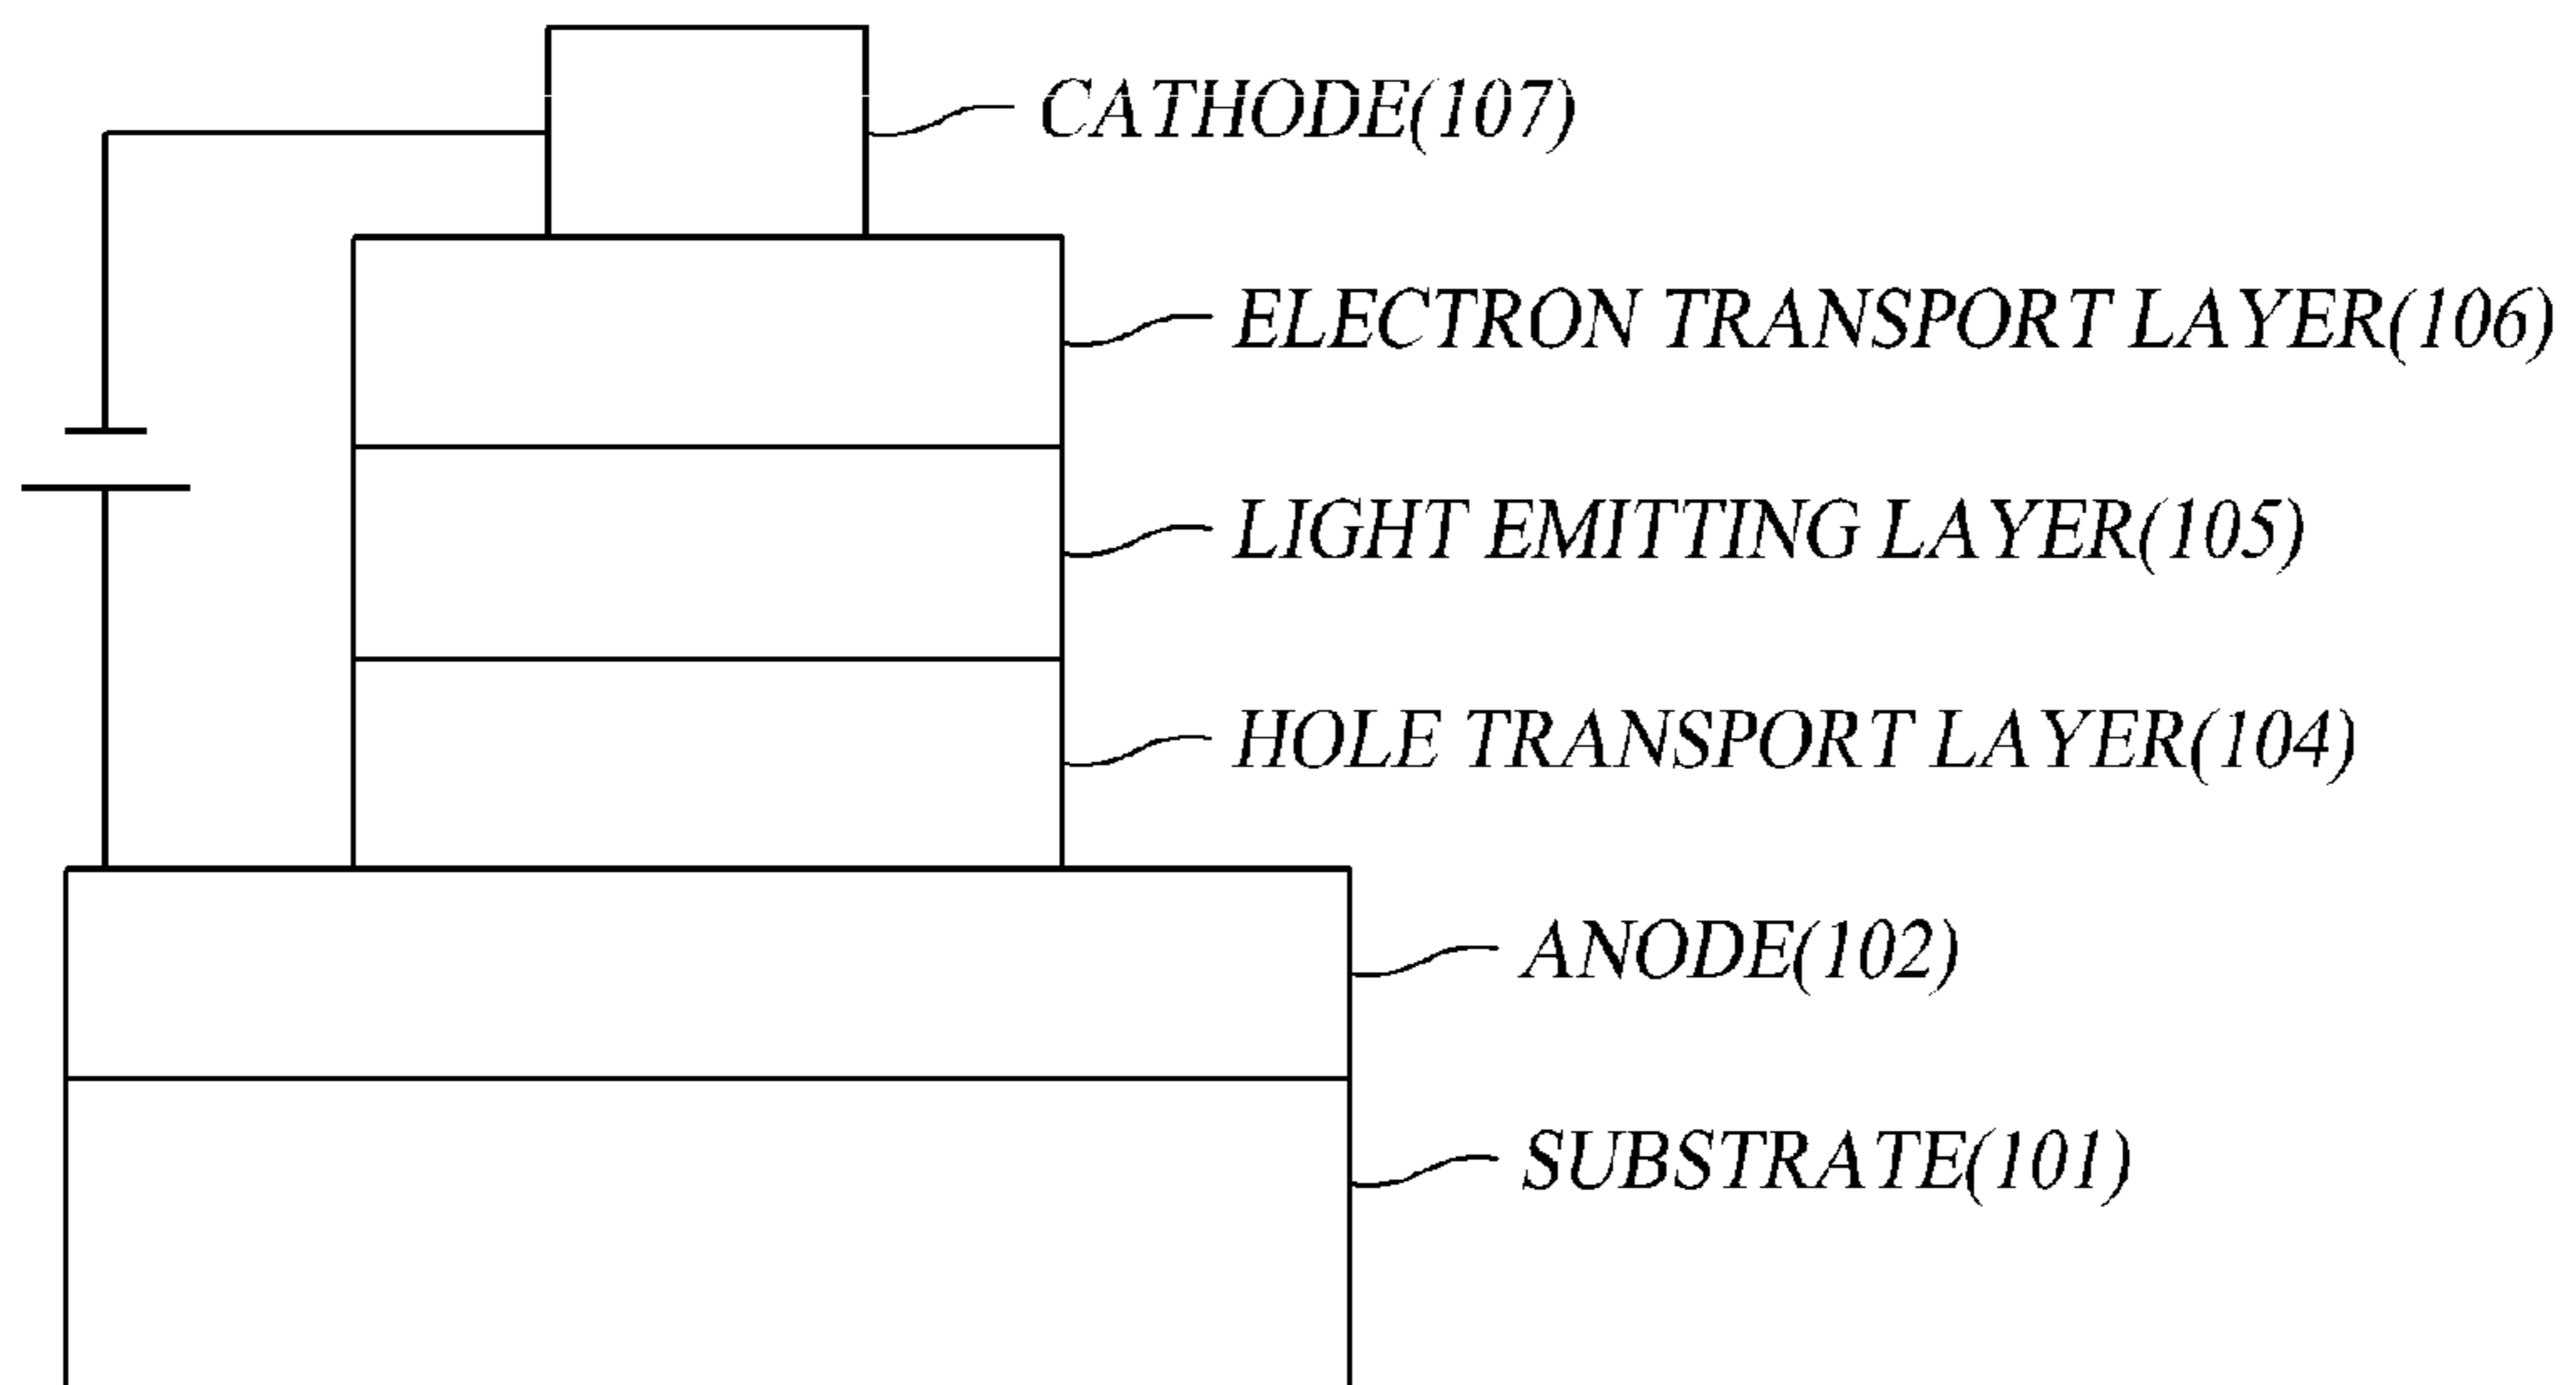 CATHODE(107)
ELECTRON TRANSPORT LAYER(106)
LIGHT EMITTING LAYER(105)
HOLE TRANSPORT LAYER(104)
ANODE(102)
SUBSTRATE(101)